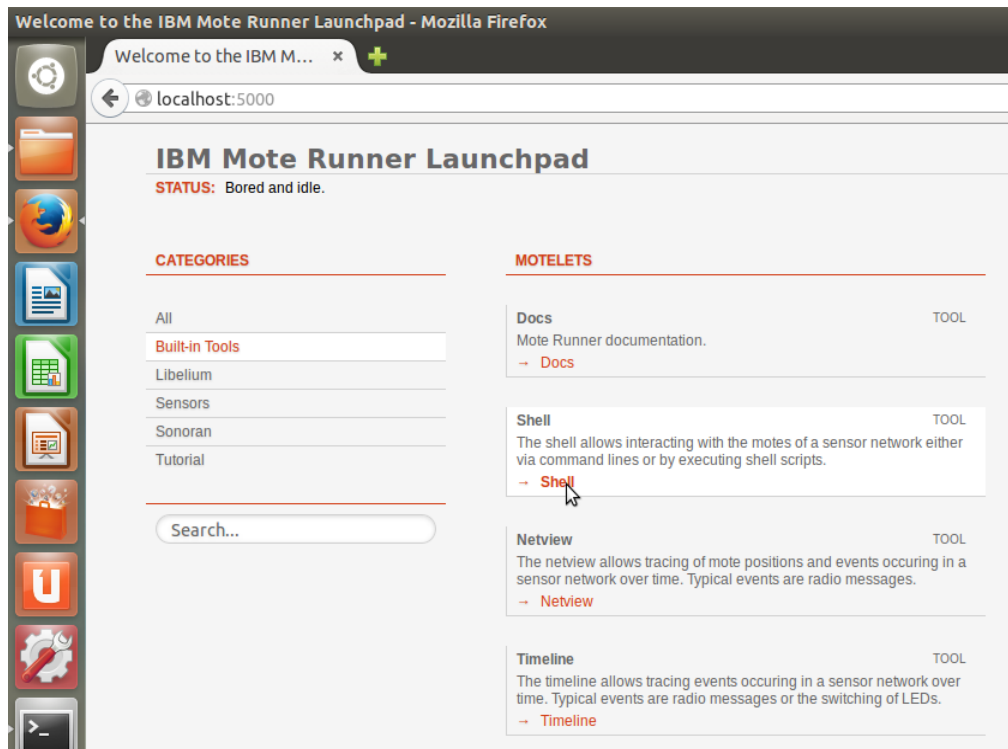 Welcome to the IBM Mote Runner Launchpad - Mozilla Firefox
Welcome to the IBM M... ×
localhost:5000
IBM Mote Runner Launchpad
STATUS: Bored and idle.
CATEGORIES
All
Built-in Tools
Libelium
Sensors
Sonoran
Tutorial
Search...
MOTELETS
Docs TOOL
Mote Runner documentation.
→ Docs
Shell TOOL
The shell allows interacting with the motes of a sensor network either
via command lines or by executing shell scripts.
→ Shell
Netview TOOL
The netview allows tracing of mote positions and events occuring in a
sensor network over time. Typical events are radio messages.
→ Netview
Timeline TOOL
The timeline allows tracing events occuring in a sensor network over
time. Typical events are radio messages or the switching of LEDs.
→ Timeline